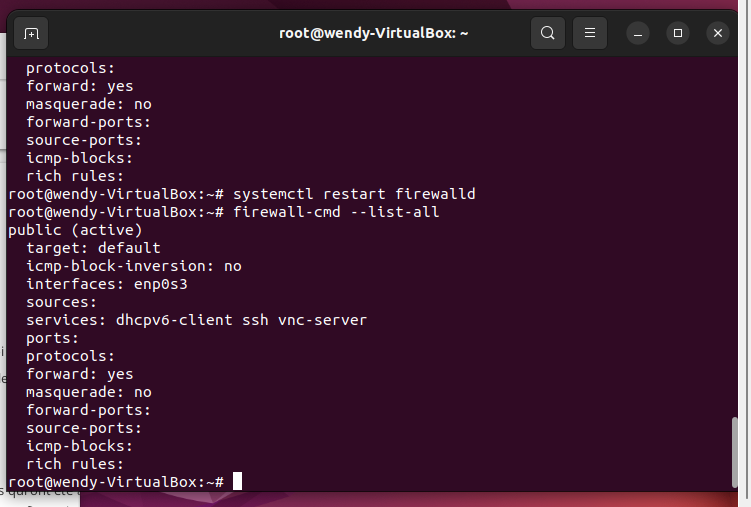 root@wendy-VirtualBox: ~
protocols:
forward: yes
masquerade: no
forward-ports:
source-ports:
icmp-blocks:
rich rules:
root@wendy-VirtualBox:~# systemctl restart firewalld
root@wendy-VirtualBox:~# firewall-cmd --list-all
public (active)
target: default
icmp-block-inversion: no
interfaces: enp0s3
sources:
services: dhcpv6-client ssh vnc-server
ports:
protocols:
forward: yes
masquerade: no
forward-ports:
source-ports:
icmp-blocks:
rich rules:
root@wendy-VirtualBox:~#